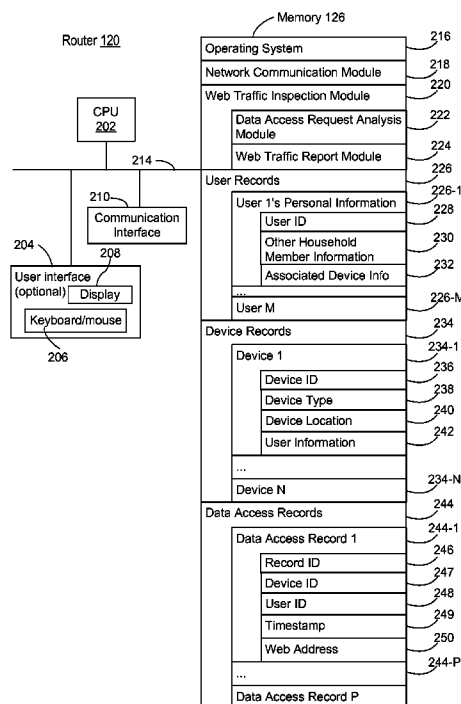 Router 120
Memory 126
Operating System
216
Network Communication Module
218
Web Traffic Inspection Module
220
CPU
202
Data Access Request Analysis
Module
222
Web Traffic Report Module
224
214
User Records
226
User 1's Personal Information
226-1
210
Communication
Interface
User ID
228
Other Household
Member Information
230
204
208
Associated Device Info
232
User interface
(optional)
Display
...
User M
226-M
Keyboard/mouse
206
Device Records
234
Device 1
234-1
Device ID
236
Device Type
238
Device Location
240
User Information
242
...
Device N
234-N
Data Access Records
244
Data Access Record 1
244-1
Record ID
246
Device ID
247
User ID
248
Timestamp
249
Web Address
250
...
244-P
Data Access Record P